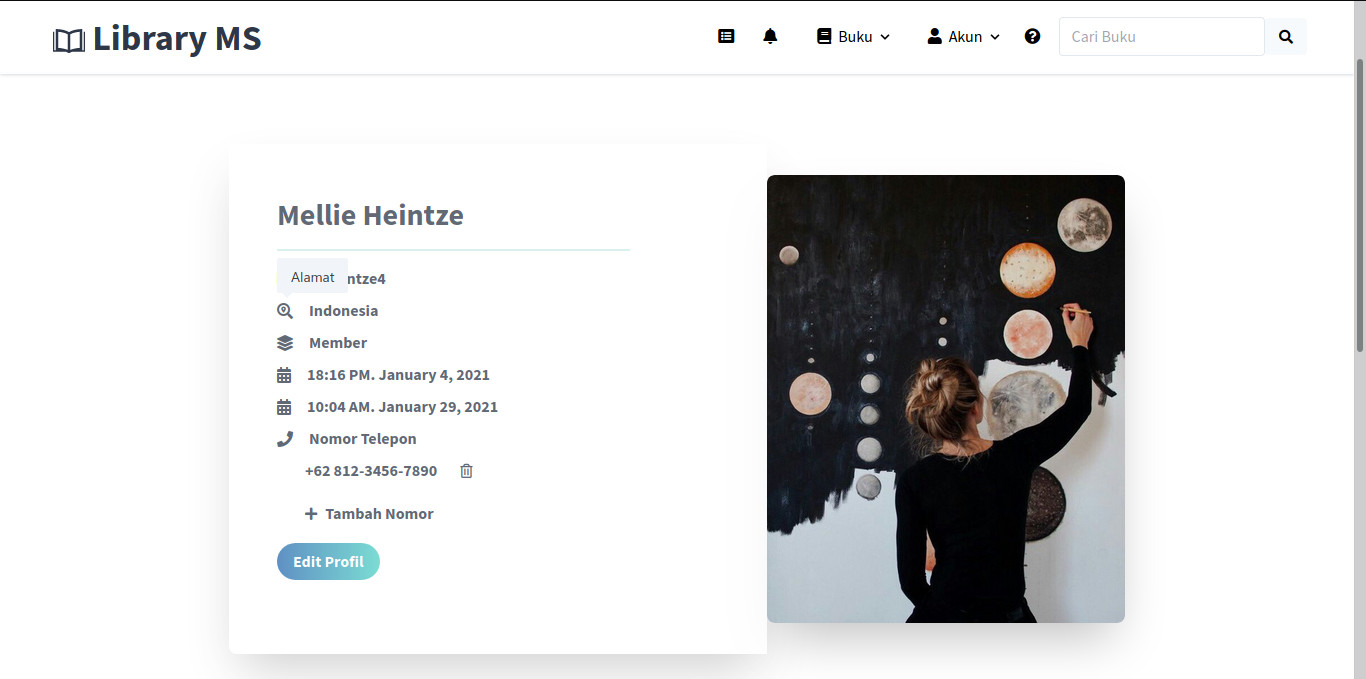 Library MS
Buku
Akun
Cari Buku
Mellie Heintze
Alamat
ntze4
Indonesia
Member
18:16 PM. January 4, 2021
10:04 AM. January 29, 2021
Nomor Telepon
+62 812-3456-7890
Tambah Nomor
Edit Profil